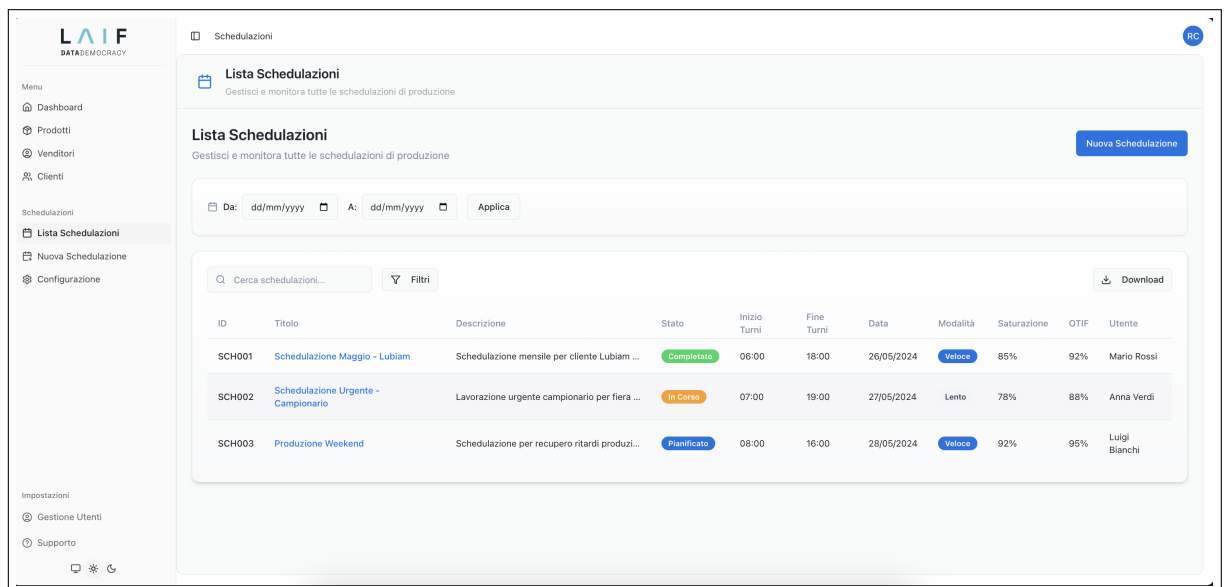 LAIF
DATADEMOCRACY
Menu
Dashboard
Prodotti
Venditori
Clienti
Schedulazioni
Lista Schedulazioni
Nuova Schedulazione
Configurazione
Impostazioni
Gestione Utenti
Supporto
Schedulazioni
RC
Lista Schedulazioni
Gestisci e monitora tutte le schedulazioni di produzione
Lista Schedulazioni
Gestisci e monitora tutte le schedulazioni di produzione
Nuova Schedulazione
Da: dd/mm/yyyy A: dd/mm/yyyy Applica
Cerca schedulazioni... Filtri Download
ID Titolo Descrizione Stato Inizio Turni Fine Turni Data Modalità Saturazione OTIF Utente
SCH001 Schedulazione Maggio - Lubiam Schedulazione mensile per cliente Lubiam ... Completato 06:00 18:00 26/05/2024 Veloce 85% 92% Mario Rossi
SCH002 Schedulazione Urgente - Campionario Lavorazione urgente campionario per fiera ... In Corso 07:00 19:00 27/05/2024 Lento 78% 88% Anna Verdi
SCH003 Produzione Weekend Schedulazione per recupero ritardi produzi... Pianificato 08:00 16:00 28/05/2024 Veloce 92% 95% Luigi Bianchi